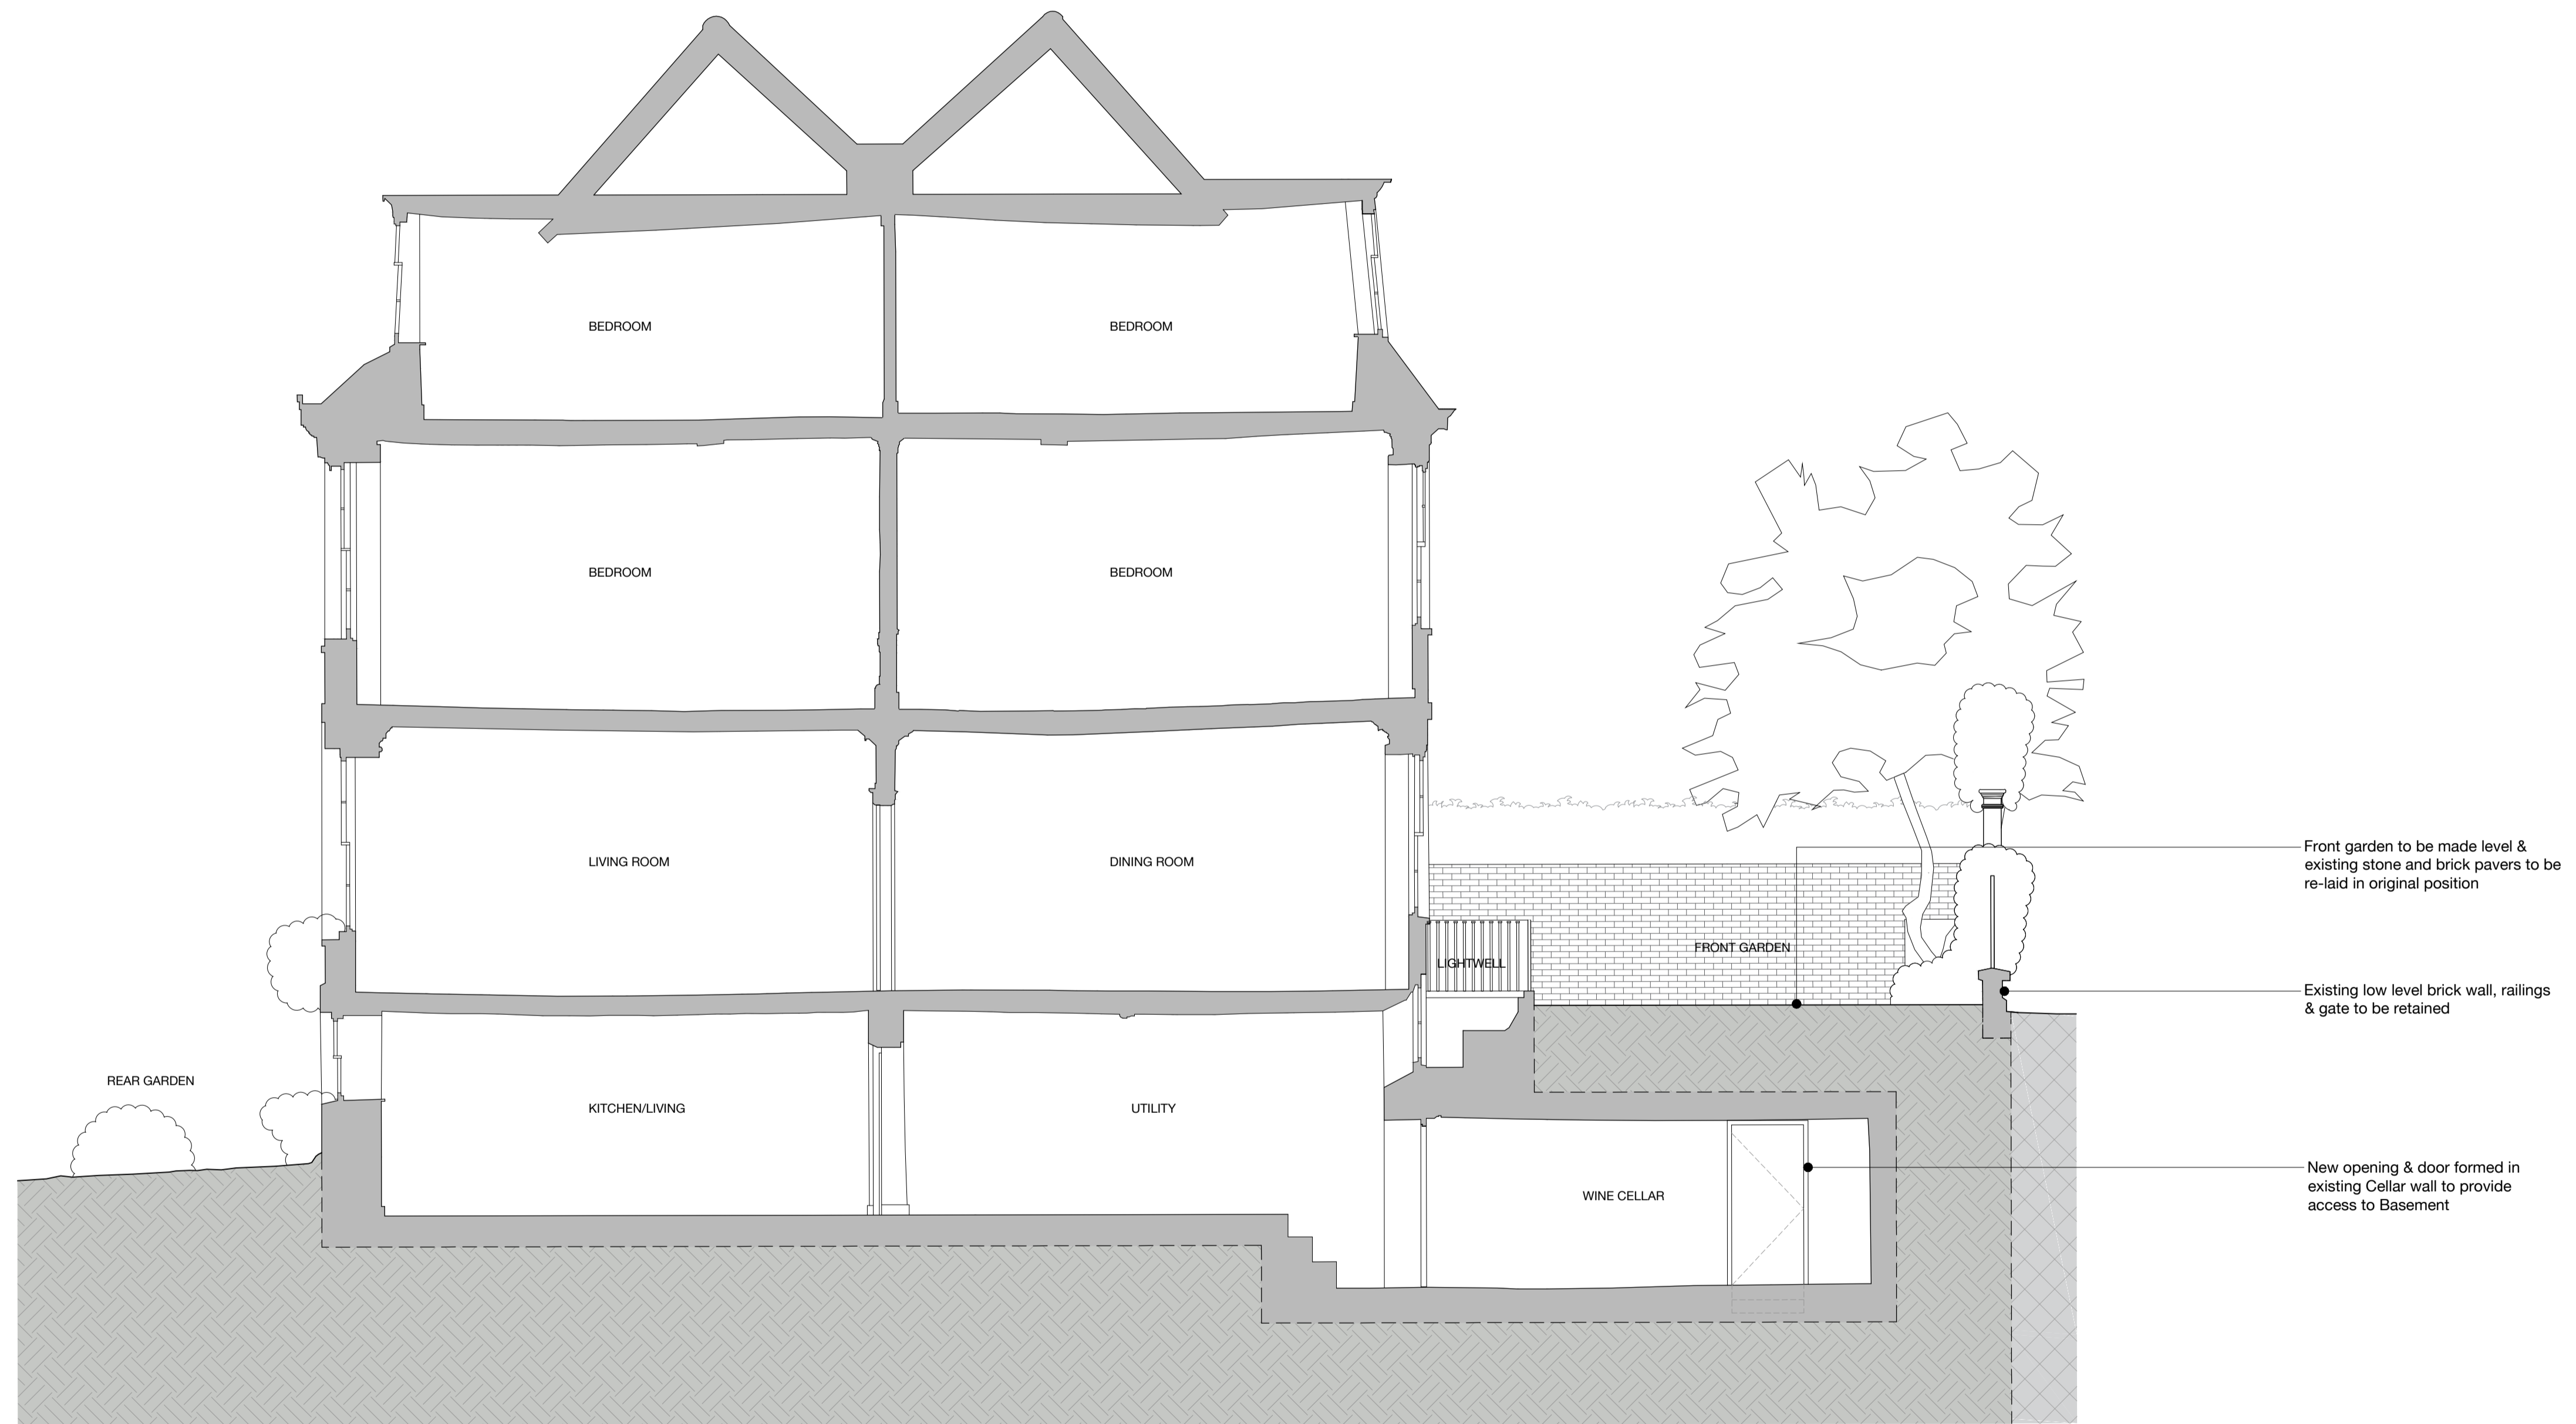 BEDROOM
BEDROOM
BEDROOM
BEDROOM
LIVING ROOM
DINING ROOM
Front garden to be made level &
existing stone and brick pavers to be
re-laid in original position
FRONT GARDEN
LIGHTWELL
Existing low level brick wall, railings
& gate to be retained
REAR GARDEN
KITCHEN/LIVING
UTILITY
WINE CELLAR
New opening & door formed in
existing Cellar wall to provide
access to Basement